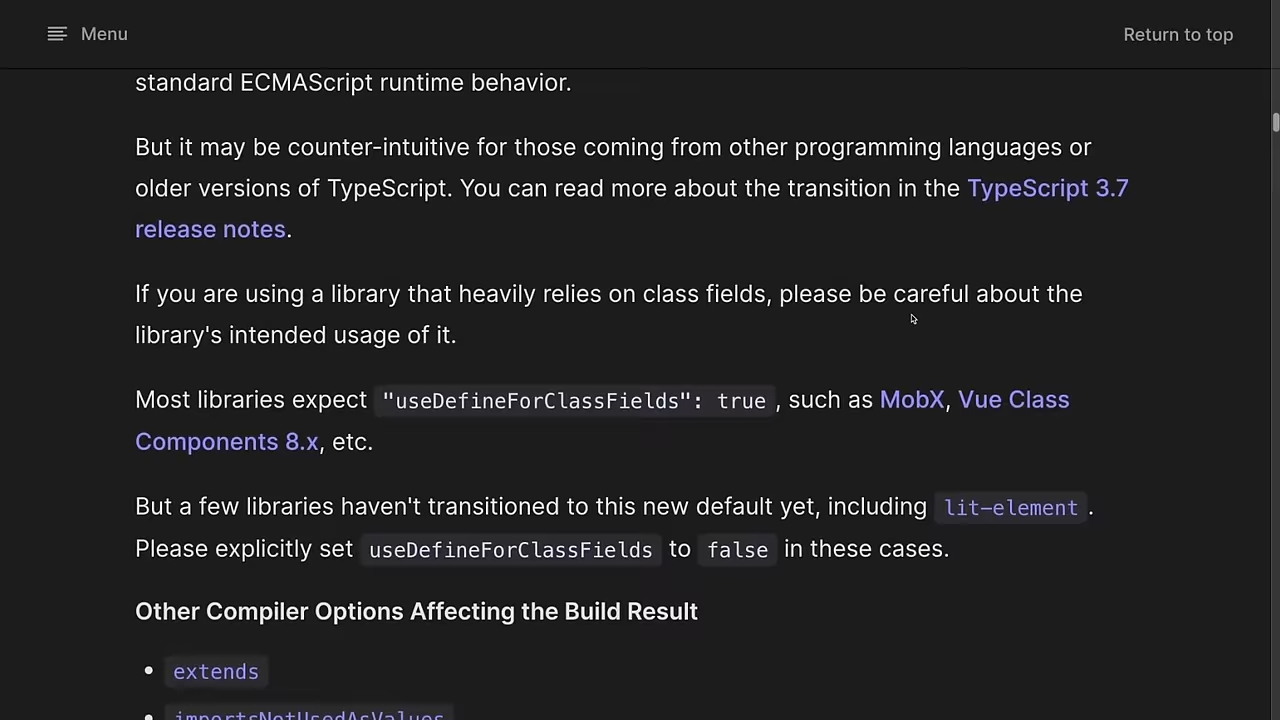 Menu
Return to top
standard ECMAScript runtime behavior.
But it may be counter-intuitive for those coming from other programming languages or
older versions of TypeScript. You can read more about the transition in the TypeScript 3.7
release notes.
If you are using a library that heavily relies on class fields, please be careful about the
library's intended usage of it.
Most libraries expect "useDefineForClassFields": true, such as MobX, Vue Class
Components 8.x, etc.
But a few libraries haven't transitioned to this new default yet, including lit-element.
Please explicitly set useDefineForClassFields to false in these cases.
Other Compiler Options Affecting the Build Result
• extends
• importsNotUsedAsValues